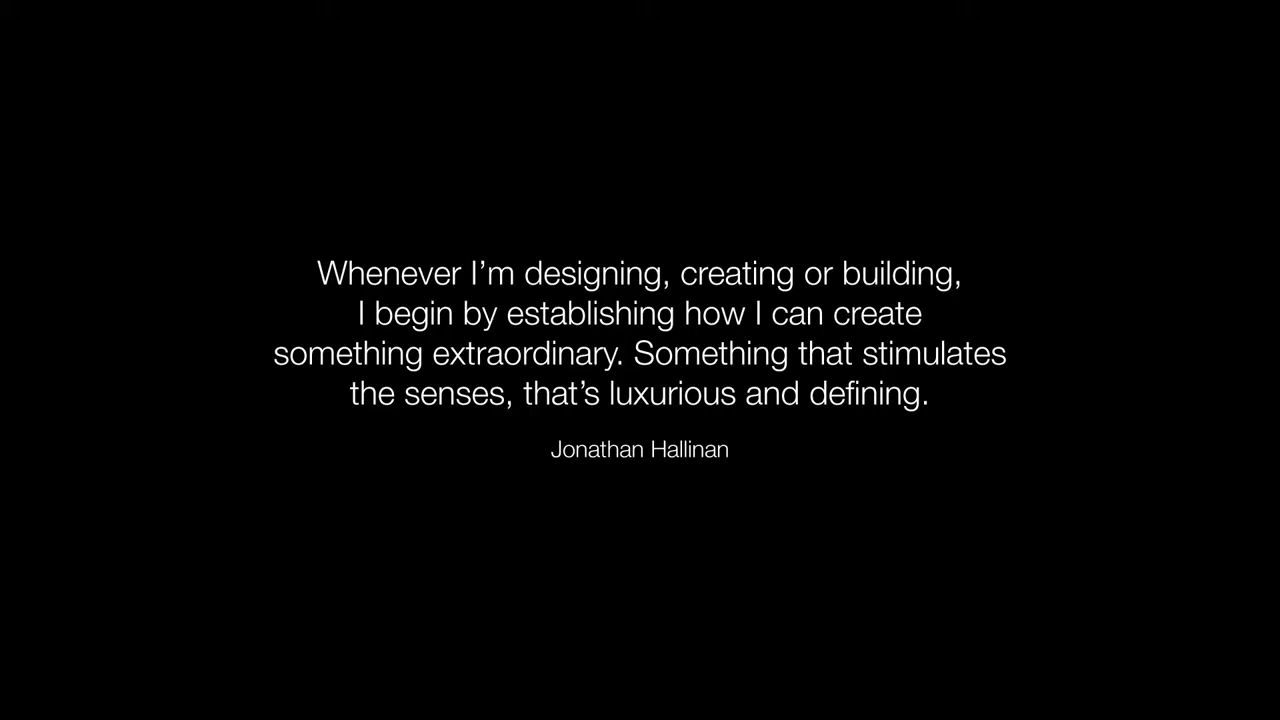 Whenever I’m designing, creating or building,
I begin by establishing how I can create
something extraordinary. Something that stimulates
the senses, that’s luxurious and defining.
Jonathan Hallinan